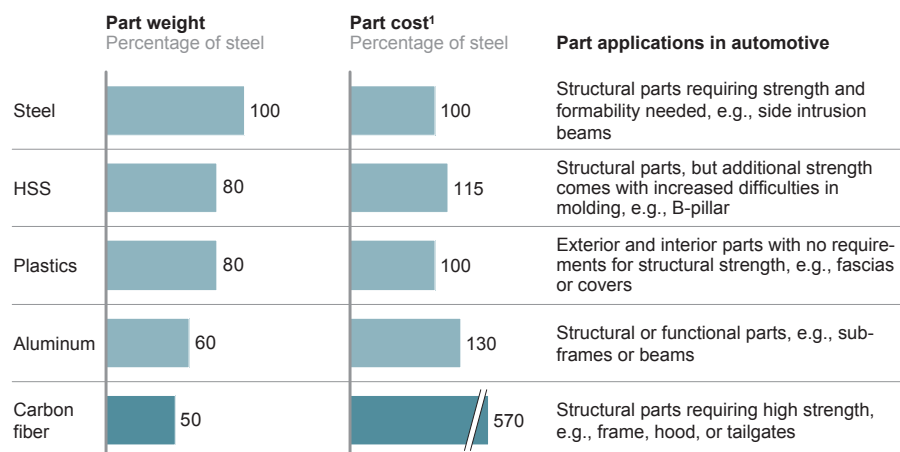 Part weight
Percentage of steel
Part cost¹
Percentage of steel
Part applications in automotive
Steel
100
100
Structural parts requiring strength and
formability needed, e.g., side intrusion
beams
HSS
80
115
Structural parts, but additional strength
comes with increased difficulties in
molding, e.g., B-pillar
Plastics
80
100
Exterior and interior parts with no require-
ments for structural strength, e.g., fascias
or covers
Aluminum
60
130
Structural or functional parts, e.g., sub-
frames or beams
Carbon
fiber
50
570
Structural parts requiring high strength,
e.g., frame, hood, or tailgates